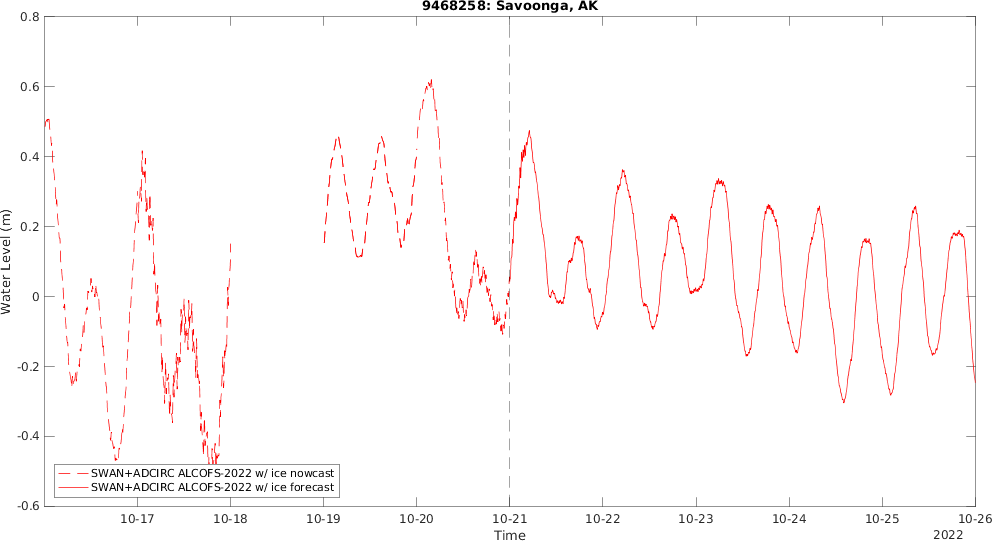 9468258: Savoonga, AK
0.8
0.6
0.4
0.2
0
-0.2
-0.4
-0.6
Water Level (m)
SWAN+ADCIRC ALCOFS-2022 w/ ice nowcast
SWAN+ADCIRC ALCOFS-2022 w/ ice forecast
10-17 10-18 10-19 10-20 10-21 10-22 10-23 10-24 10-25 10-26
Time
2022